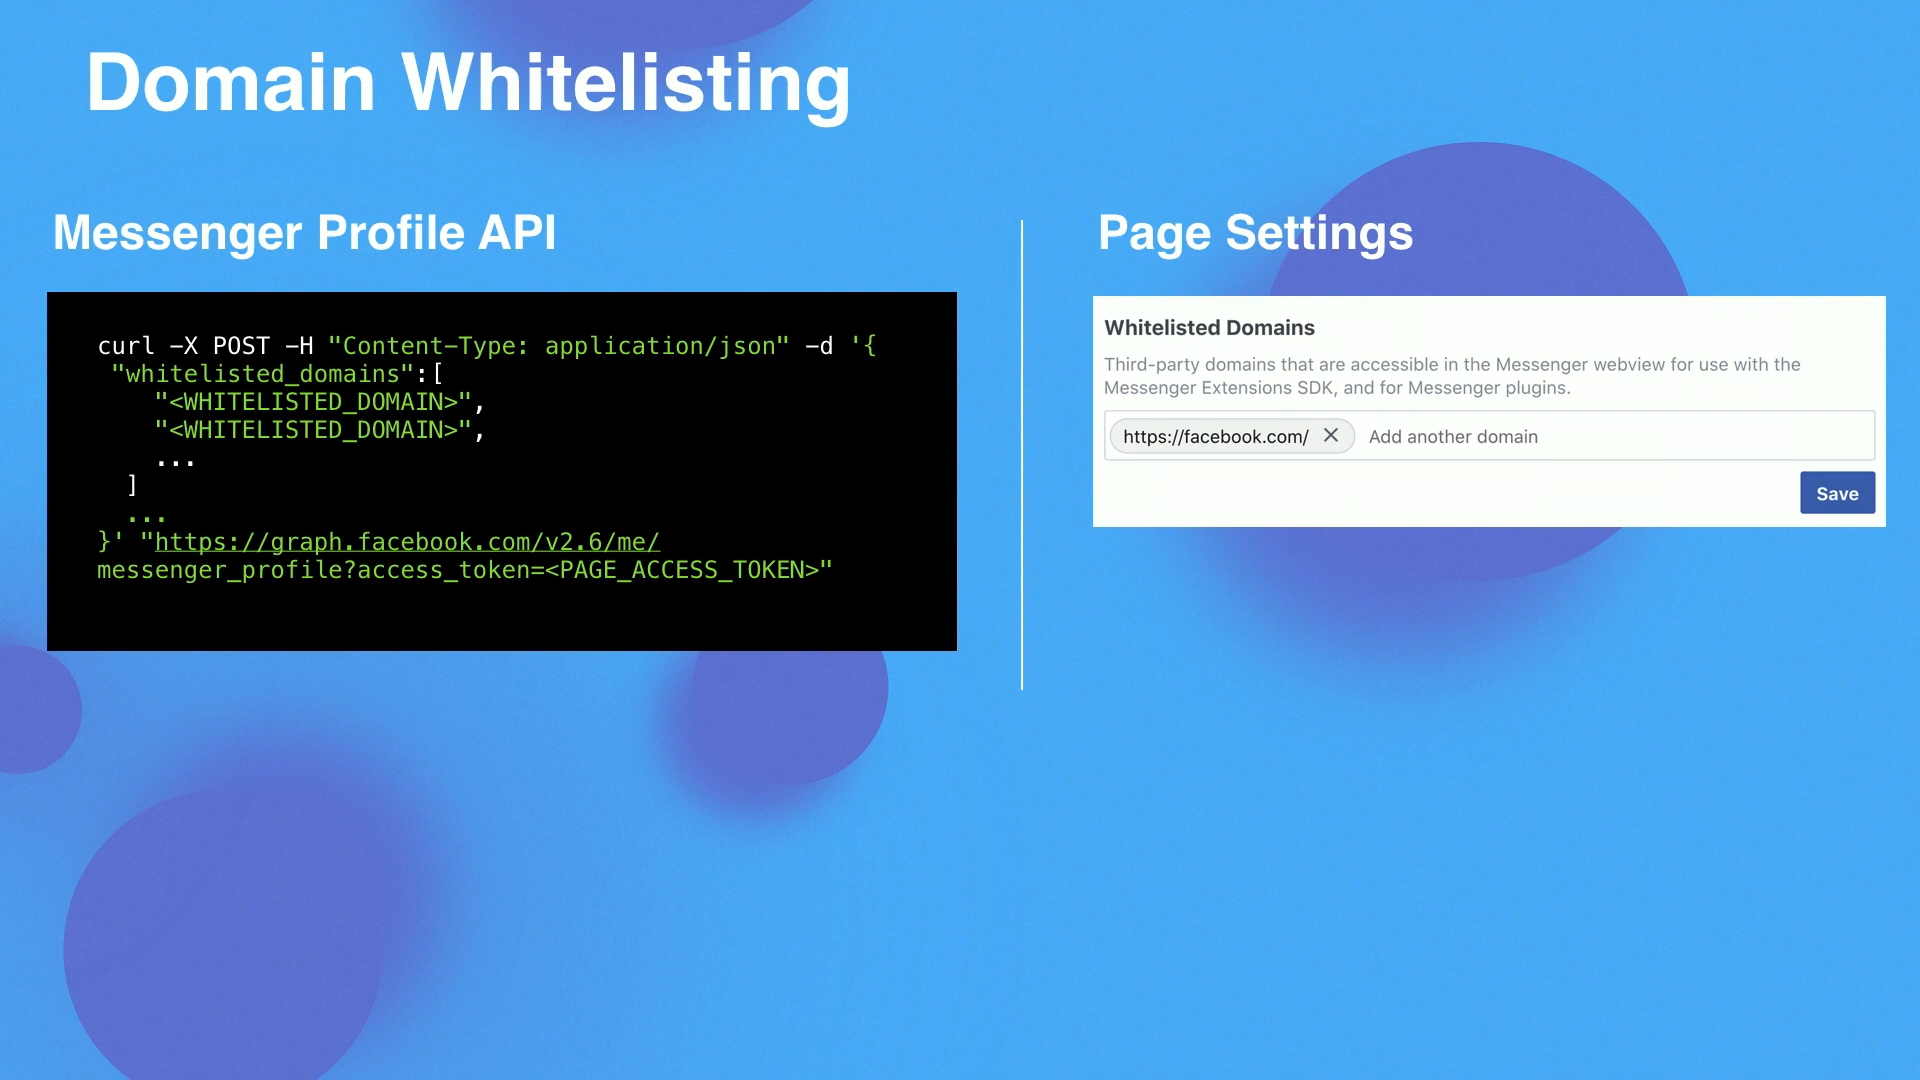 Domain Whitelisting
Messenger Profile API
curl -X POST -H "Content-Type: application/json" -d '{
"whitelisted_domains":[
"<WHITELISTED_DOMAIN>",
"<WHITELISTED_DOMAIN>",
...
]
...
}' "https://graph.facebook.com/v2.6/me/
messenger_profile?access_token=<PAGE_ACCESS_TOKEN>"
Page Settings
Whitelisted Domains
Third-party domains that are accessible in the Messenger webview for use with the
Messenger Extensions SDK, and for Messenger plugins.
https://facebook.com/ ✕ Add another domain
Save